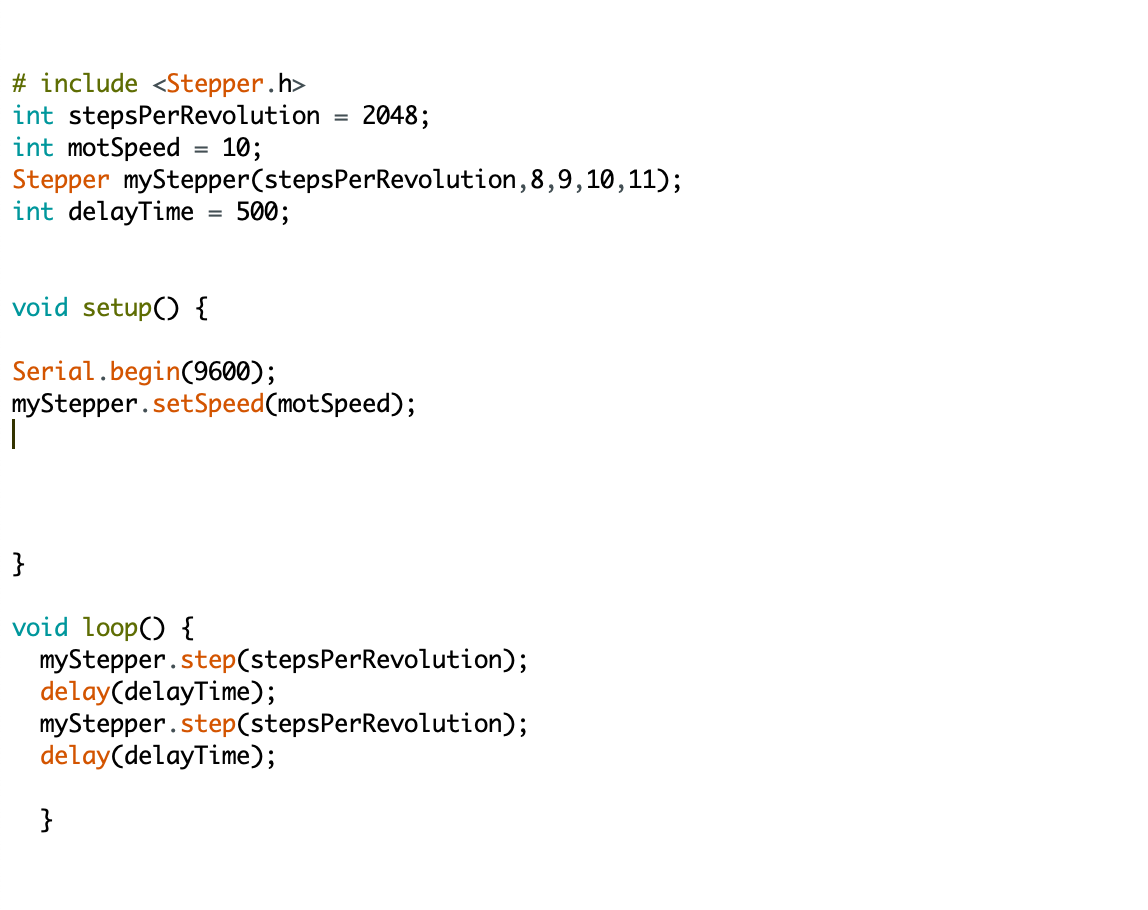 # include <Stepper.h>
int stepsPerRevolution = 2048;
int motSpeed = 10;
Stepper myStepper(stepsPerRevolution,8,9,10,11);
int delayTime = 500;
void setup() {
Serial.begin(9600);
myStepper.setSpeed(motSpeed);
}
void loop() {
  myStepper.step(stepsPerRevolution);
  delay(delayTime);
  myStepper.step(stepsPerRevolution);
  delay(delayTime);
  }